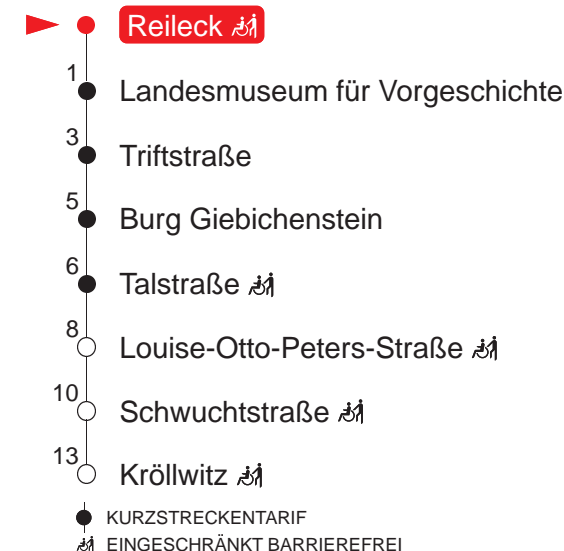 Reileck
1
Landesmuseum für Vorgeschichte
3
Triftstraße
5
Burg Giebichenstein
6
Talstraße
8
Louise-Otto-Peters-Straße
10
Schwuchtstraße
13
Kröllwitz
KURZSTRECKENTARIF
EINGESCHRÄNKT BARRIEREFREI